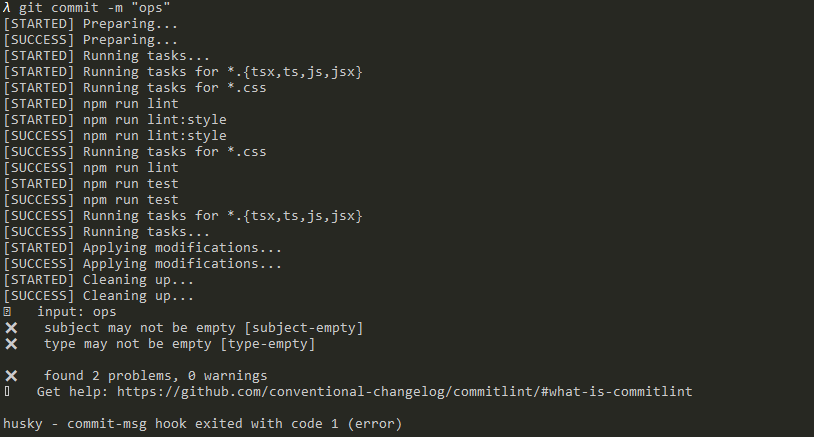 λ git commit -m "ops"
[STARTED] Preparing...
[SUCCESS] Preparing...
[STARTED] Running tasks...
[STARTED] Running tasks for *.{tsx,ts,js,jsx}
[STARTED] Running tasks for *.css
[STARTED] npm run lint
[STARTED] npm run lint:style
[SUCCESS] npm run lint:style
[SUCCESS] Running tasks for *.css
[SUCCESS] npm run lint
[STARTED] npm run test
[SUCCESS] npm run test
[SUCCESS] Running tasks for *.{tsx,ts,js,jsx}
[SUCCESS] Running tasks...
[STARTED] Applying modifications...
[SUCCESS] Applying modifications...
[STARTED] Cleaning up...
[SUCCESS] Cleaning up...
input: ops
✖ subject may not be empty [subject-empty]
✖ type may not be empty [type-empty]
✖ found 2 problems, 0 warnings
Get help: https://github.com/conventional-changelog/commitlint/#what-is-commitlint
husky - commit-msg hook exited with code 1 (error)